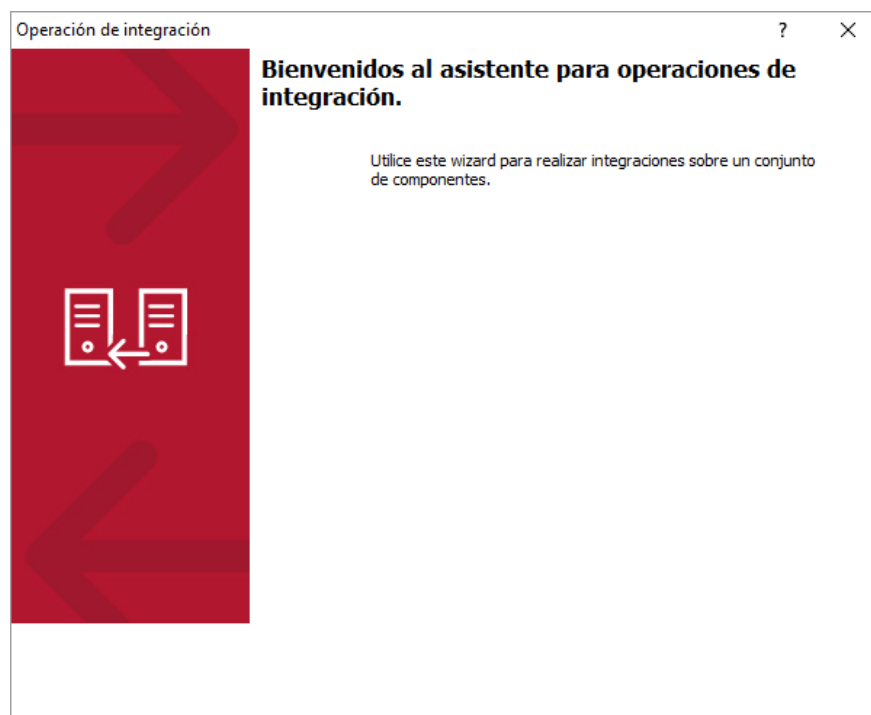 Operación de integración ?
Bienvenidos al asistente para operaciones de
integración.
Utilice este wizard para realizar integraciones sobre un conjunto
de componentes.